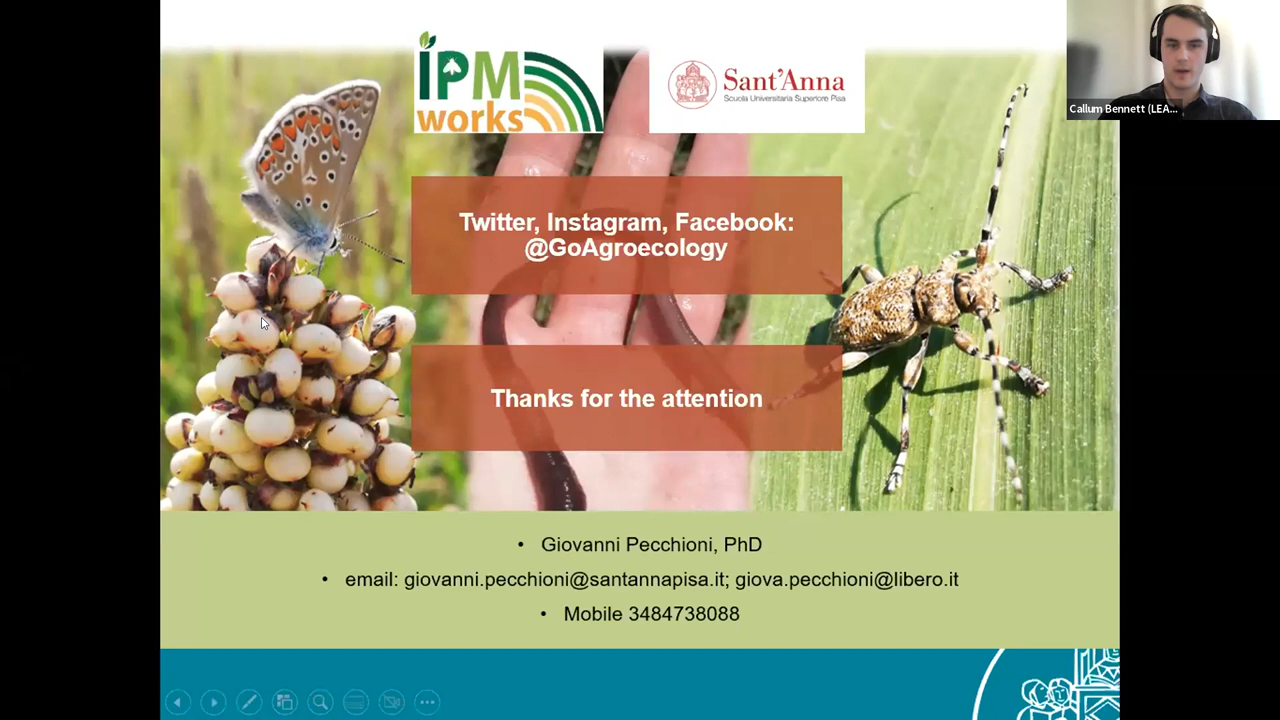 IPM
works
Sant'Anna
Scuola Universitaria Superiore Pisa
Callum Bennett (LEA...
Twitter, Instagram, Facebook:
@GoAgroecology
Thanks for the attention
• Giovanni Pecchioni, PhD
• email: giovanni.pecchioni@santannapisa.it; giova.pecchioni@libero.it
• Mobile 3484738088